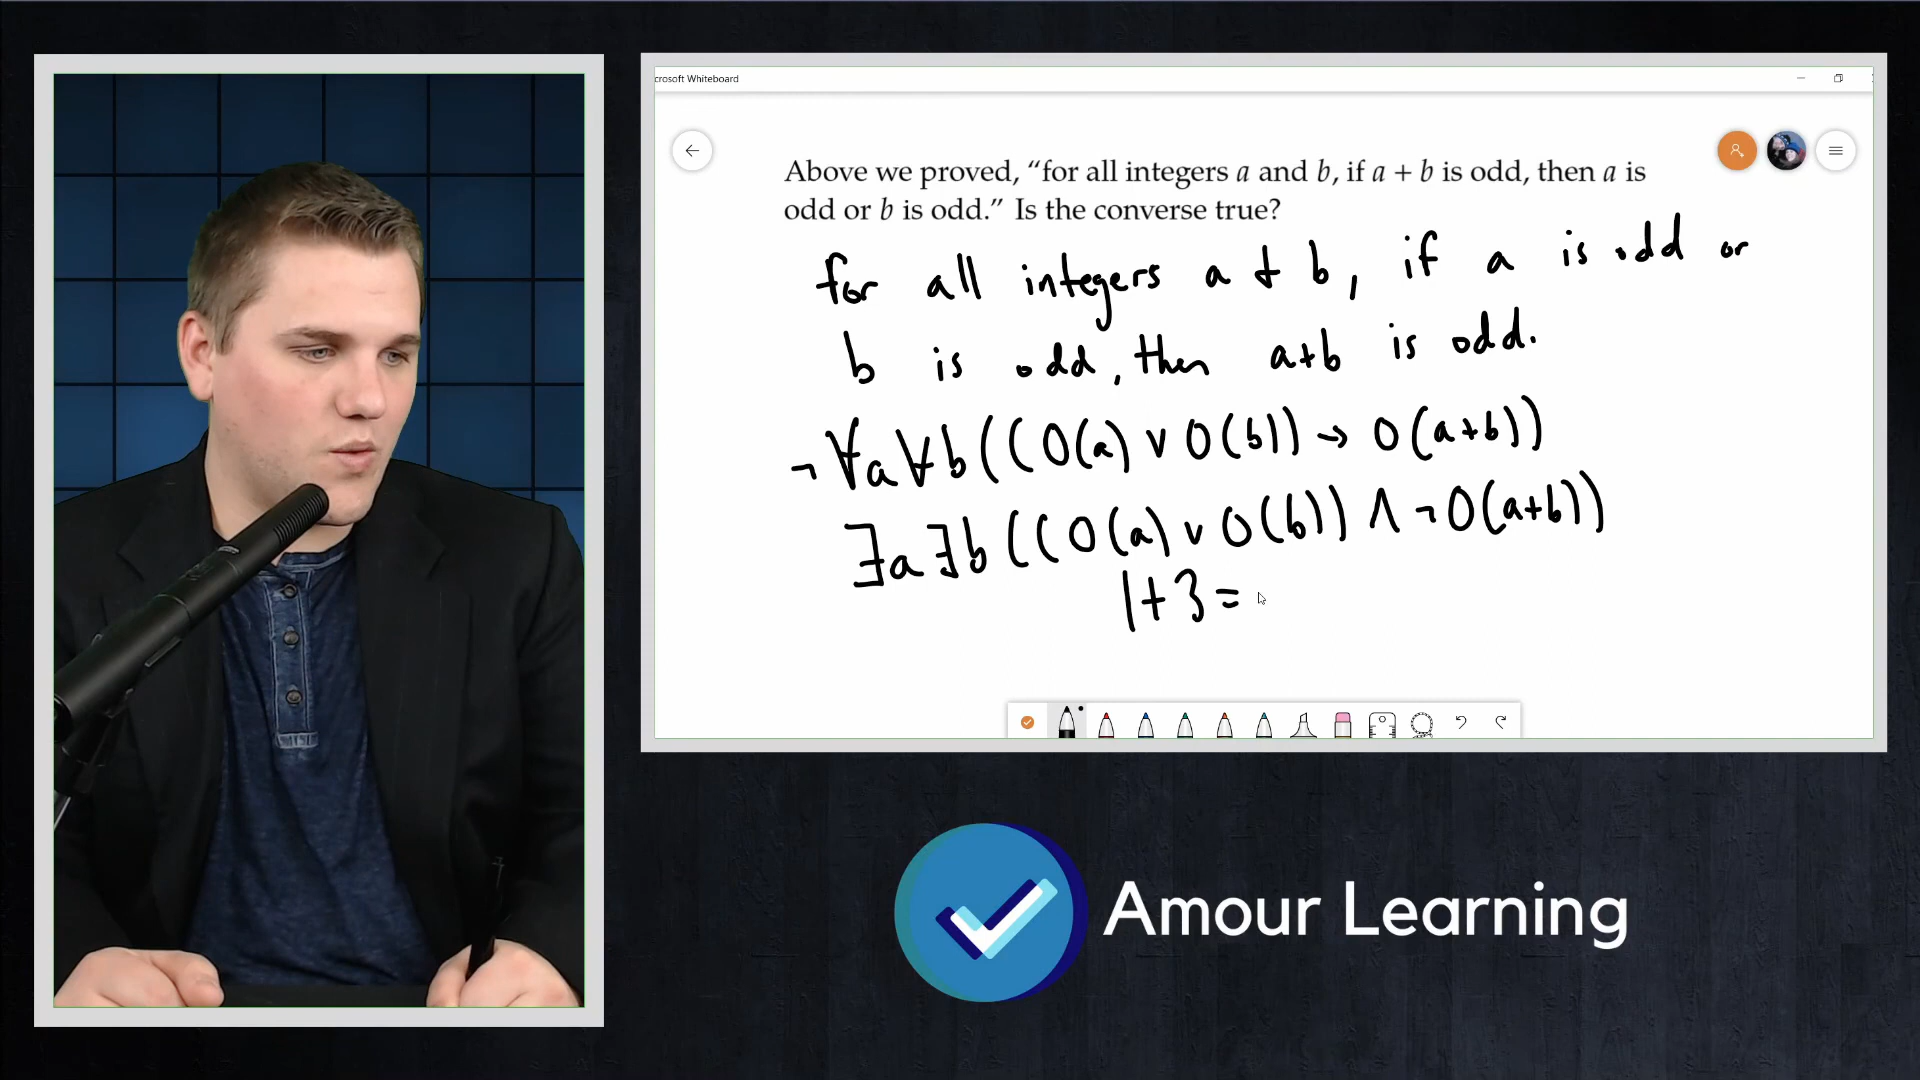 crosoft Whiteboard
Above we proved, “for all integers a and b, if a + b is odd, then a is
odd or b is odd.” Is the converse true?
for all integers a + b, if a is odd or
b is odd, then a+b is odd.
¬∀a∀b((O(a) ∨ O(b)) → O(a+b))
∃a∃b((O(a) ∨ O(b)) ∧ ¬O(a+b))
1+3=
Amour Learning